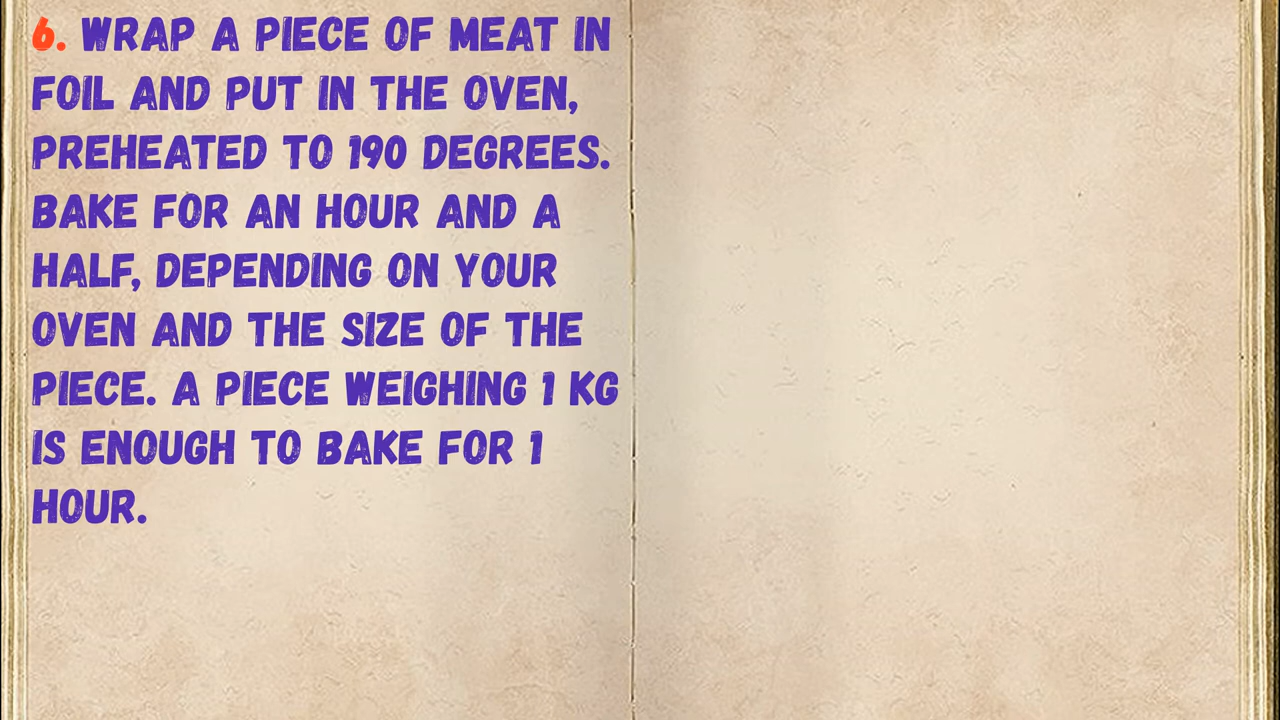 6. WRAP A PIECE OF MEAT IN
FOIL AND PUT IN THE OVEN,
PREHEATED TO 190 DEGREES.
BAKE FOR AN HOUR AND A
HALF, DEPENDING ON YOUR
OVEN AND THE SIZE OF THE
PIECE. A PIECE WEIGHING 1 KG
IS ENOUGH TO BAKE FOR 1
HOUR.